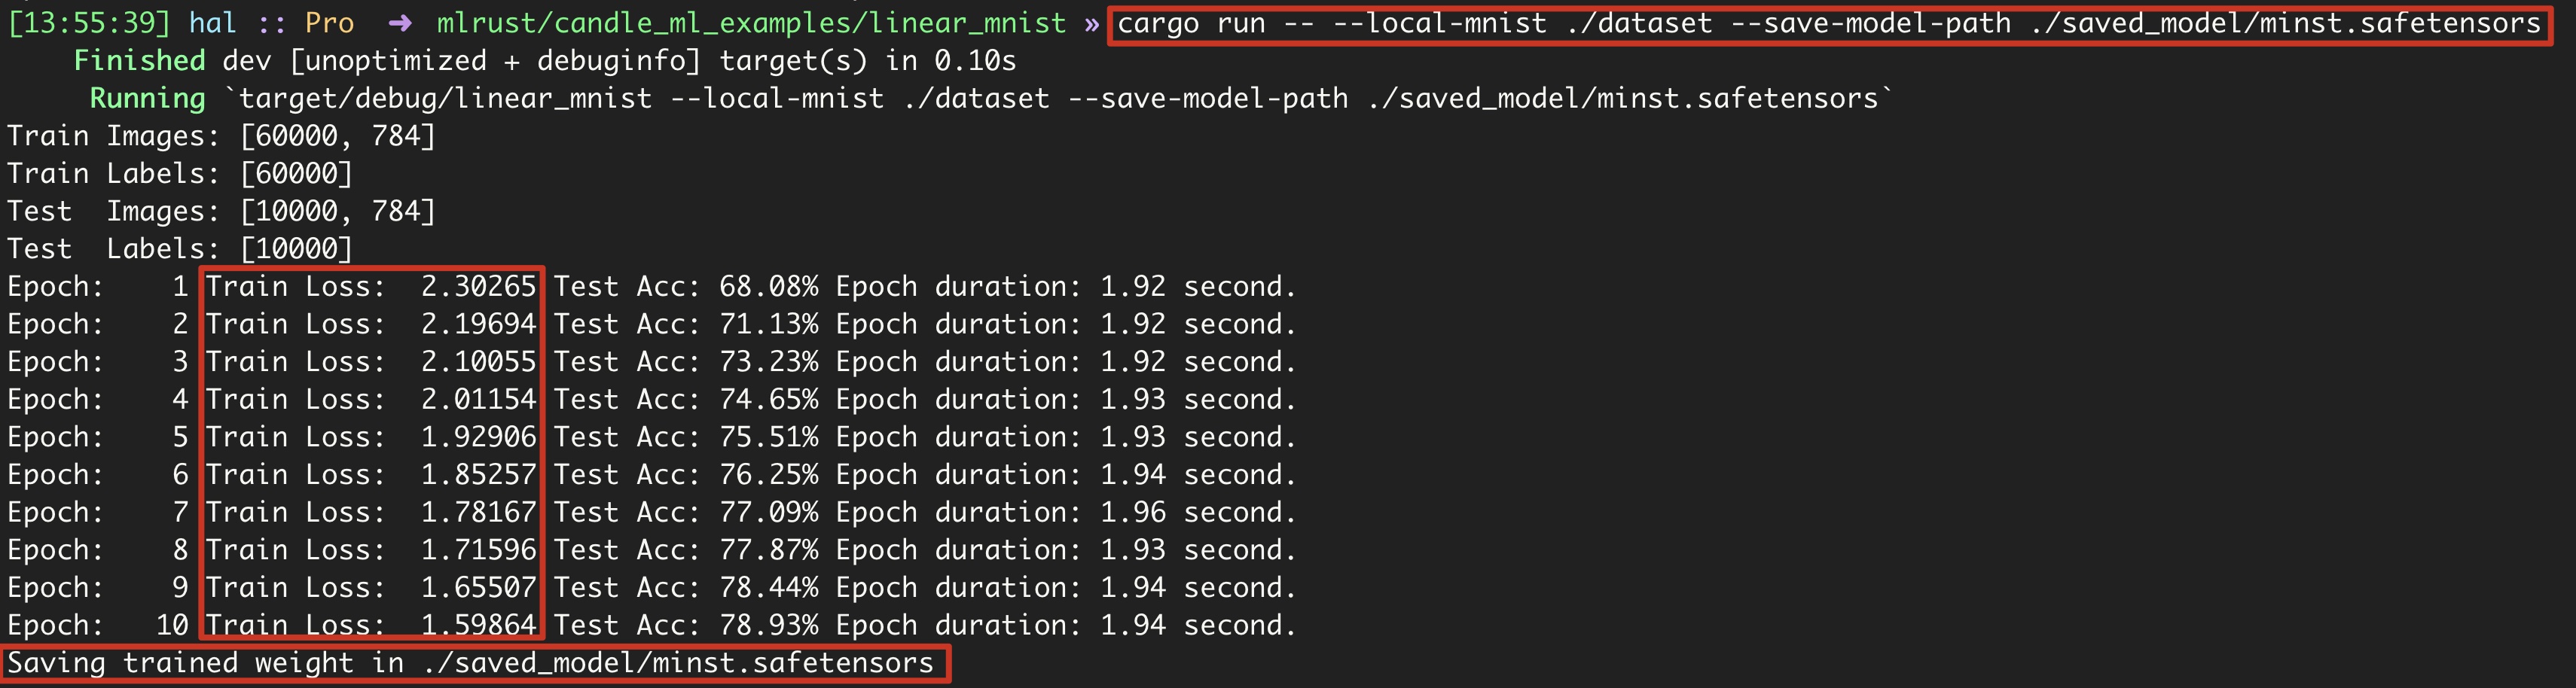 [13:55:39] hal :: Pro  ➜  mlrust/candle_ml_examples/linear_mnist » cargo run -- --local-mnist ./dataset --save-model-path ./saved_model/minst.safetensors
    Finished dev [unoptimized + debuginfo] target(s) in 0.10s
     Running `target/debug/linear_mnist --local-mnist ./dataset --save-model-path ./saved_model/minst.safetensors`
Train Images: [60000, 784]
Train Labels: [60000]
Test  Images: [10000, 784]
Test  Labels: [10000]
Epoch:    1 Train Loss:  2.30265 Test Acc: 68.08% Epoch duration: 1.92 second.
Epoch:    2 Train Loss:  2.19694 Test Acc: 71.13% Epoch duration: 1.92 second.
Epoch:    3 Train Loss:  2.10055 Test Acc: 73.23% Epoch duration: 1.92 second.
Epoch:    4 Train Loss:  2.01154 Test Acc: 74.65% Epoch duration: 1.93 second.
Epoch:    5 Train Loss:  1.92906 Test Acc: 75.51% Epoch duration: 1.93 second.
Epoch:    6 Train Loss:  1.85257 Test Acc: 76.25% Epoch duration: 1.94 second.
Epoch:    7 Train Loss:  1.78167 Test Acc: 77.09% Epoch duration: 1.96 second.
Epoch:    8 Train Loss:  1.71596 Test Acc: 77.87% Epoch duration: 1.93 second.
Epoch:    9 Train Loss:  1.65507 Test Acc: 78.44% Epoch duration: 1.94 second.
Epoch:   10 Train Loss:  1.59864 Test Acc: 78.93% Epoch duration: 1.94 second.
Saving trained weight in ./saved_model/minst.safetensors